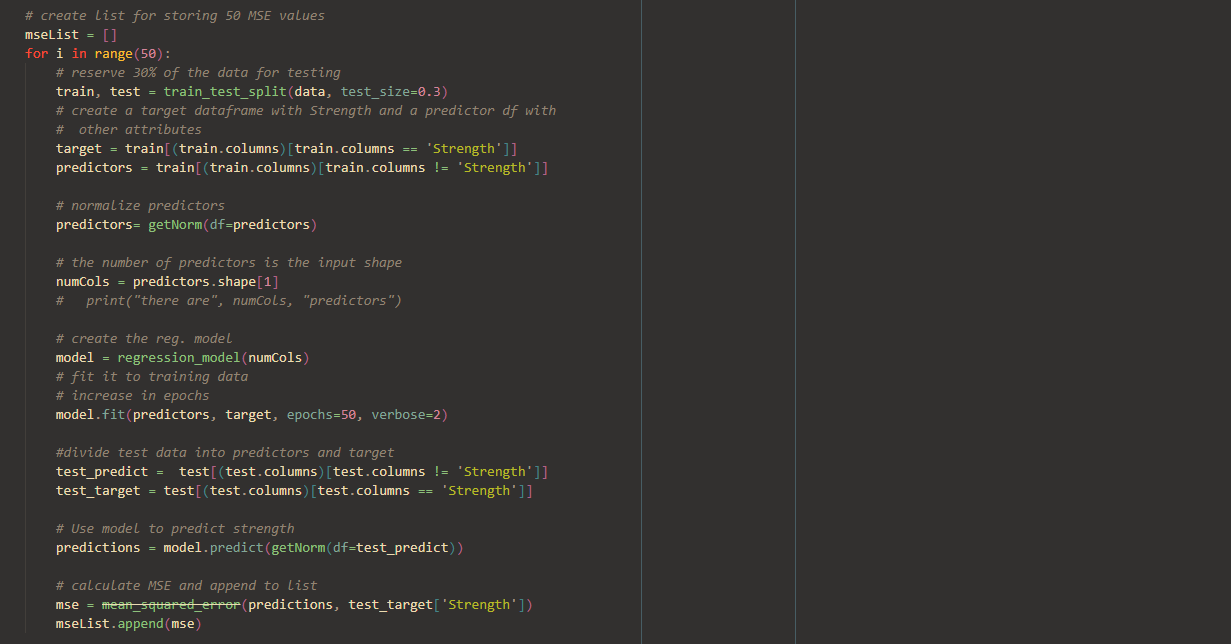 # create list for storing 50 MSE values
mseList = []
for i in range(50):
    # reserve 30% of the data for testing
    train, test = train_test_split(data, test_size=0.3)
    # create a target dataframe with Strength and a predictor df with
    #  other attributes
    target = train[(train.columns)[train.columns == 'Strength']]
    predictors = train[(train.columns)[train.columns != 'Strength']]

    # normalize predictors
    predictors= getNorm(df=predictors)

    # the number of predictors is the input shape
    numCols = predictors.shape[1]
    #   print("there are", numCols, "predictors")

    # create the reg. model
    model = regression_model(numCols)
    # fit it to training data
    # increase in epochs
    model.fit(predictors, target, epochs=50, verbose=2)

    #divide test data into predictors and target
    test_predict =  test[(test.columns)[test.columns != 'Strength']]
    test_target = test[(test.columns)[test.columns == 'Strength']]

    # Use model to predict strength
    predictions = model.predict(getNorm(df=test_predict))

    # calculate MSE and append to list
    mse = mean_squared_error(predictions, test_target['Strength'])
    mseList.append(mse)